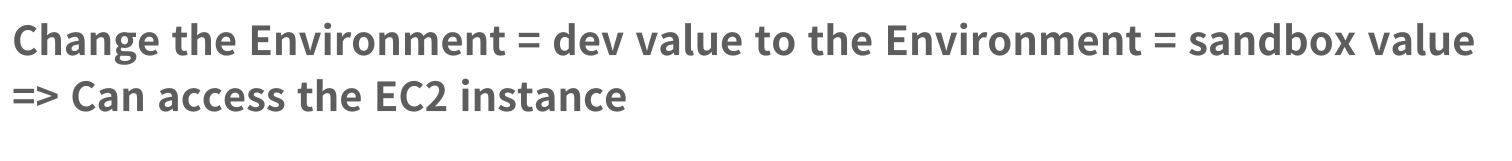 Change the Environment = dev value to the Environment = sandbox value
=> Can access the EC2 instance